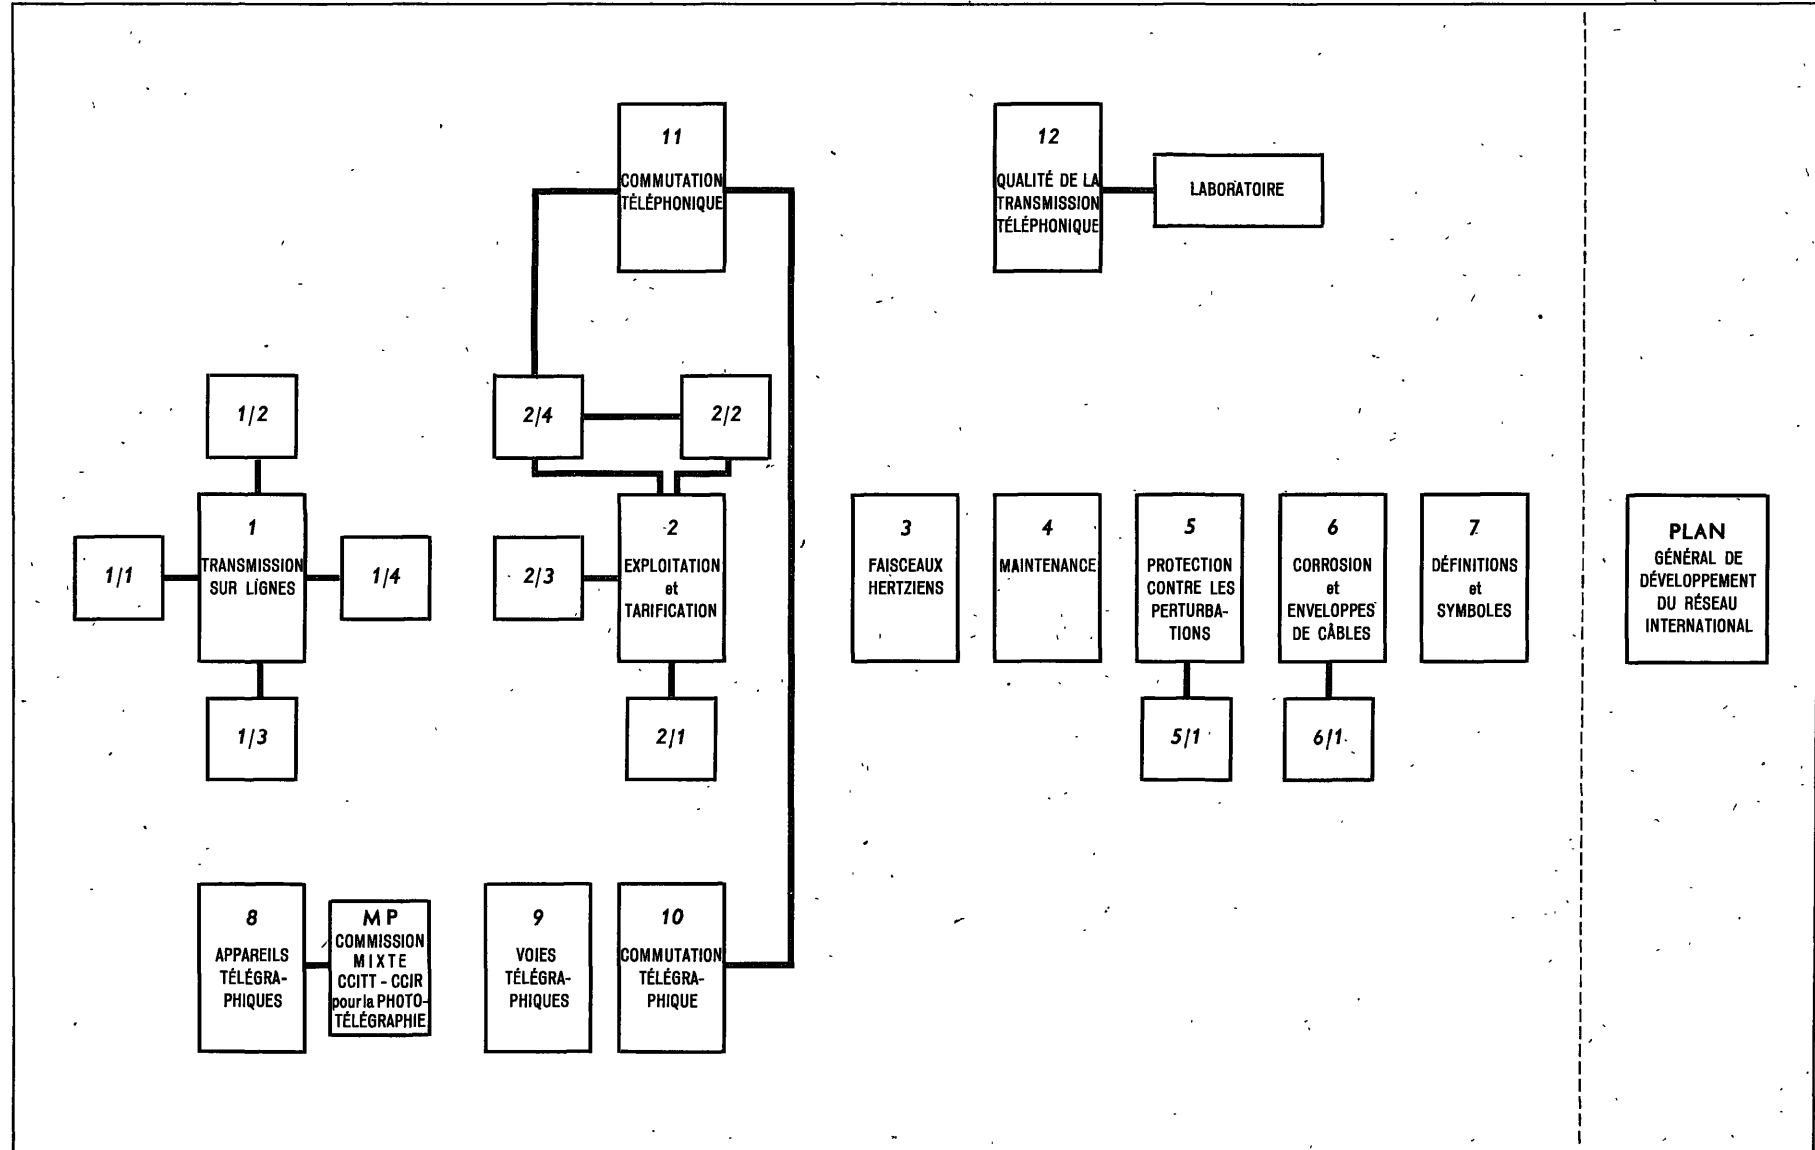 11
COMMUTATION
TÉLÉPHONIQUE
12
QUALITÉ DE LA
TRANSMISSION
TÉLÉPHONIQUE
LABORATOIRE
1/2
2/4
2/2
1/1
1
TRANSMISSION
SUR LIGNES
1/4
1/3
2/3
2
EXPLOITATION
et
TARIFICATION
2/1
3
FAISCEAUX
HERTZIENS
4
MAINTENANCE
5
PROTECTION
CONTRE LES
PERTURBA-
TIONS
5/1
6
CORROSION
et
ENVELOPPES
DE CÂBLES
6/1
7
DÉFINITIONS
et
SYMBOLES
PLAN
GÉNÉRAL DE
DÉVELOPPEMENT
DU RÉSEAU
INTERNATIONAL
8
APPAREILS
TÉLÉGRA-
PHIQUES
MP
COMMISSION
MIXTE
CCITT - CCIR
pour la PHOTO-
TÉLÉGRAPHIE
9
VOIES
TÉLÉGRA-
PHIQUES
10
COMMUTATION
TÉLÉGRA-
PHIQUE